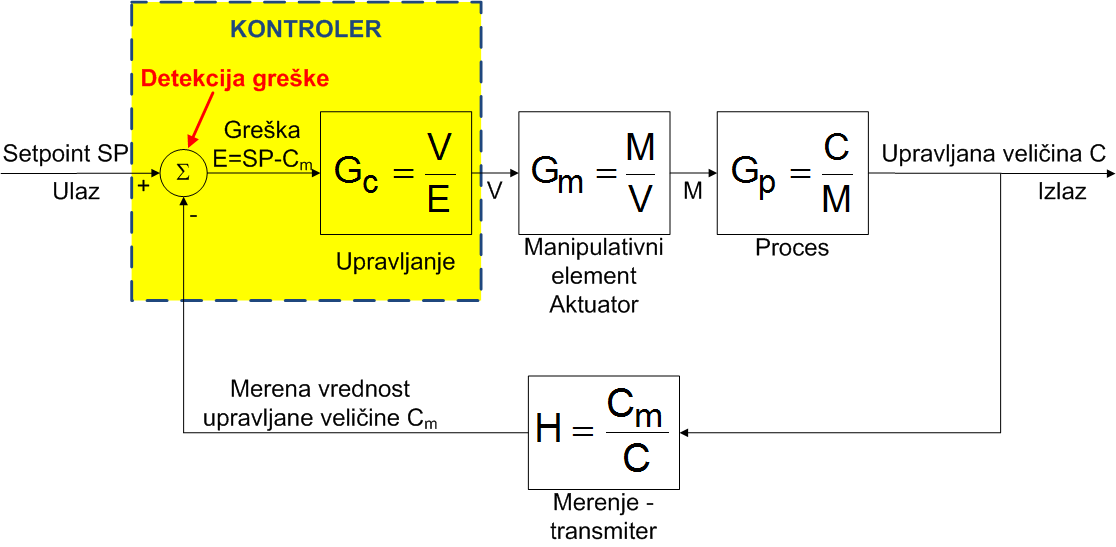 KONTROLER
Detekcija greške
Setpoint SP
Ulaz
+
-
Σ
Greška
E=SP-Cm
Gc = V/E
Upravljanje
V
Gm = M/V
Manipulativni
element
Aktuator
M
Gp = C/M
Proces
Upravljana veličina C
Izlaz
Merena vrednost
upravljane veličine Cm
H = Cm/C
Merenje -
transmiter